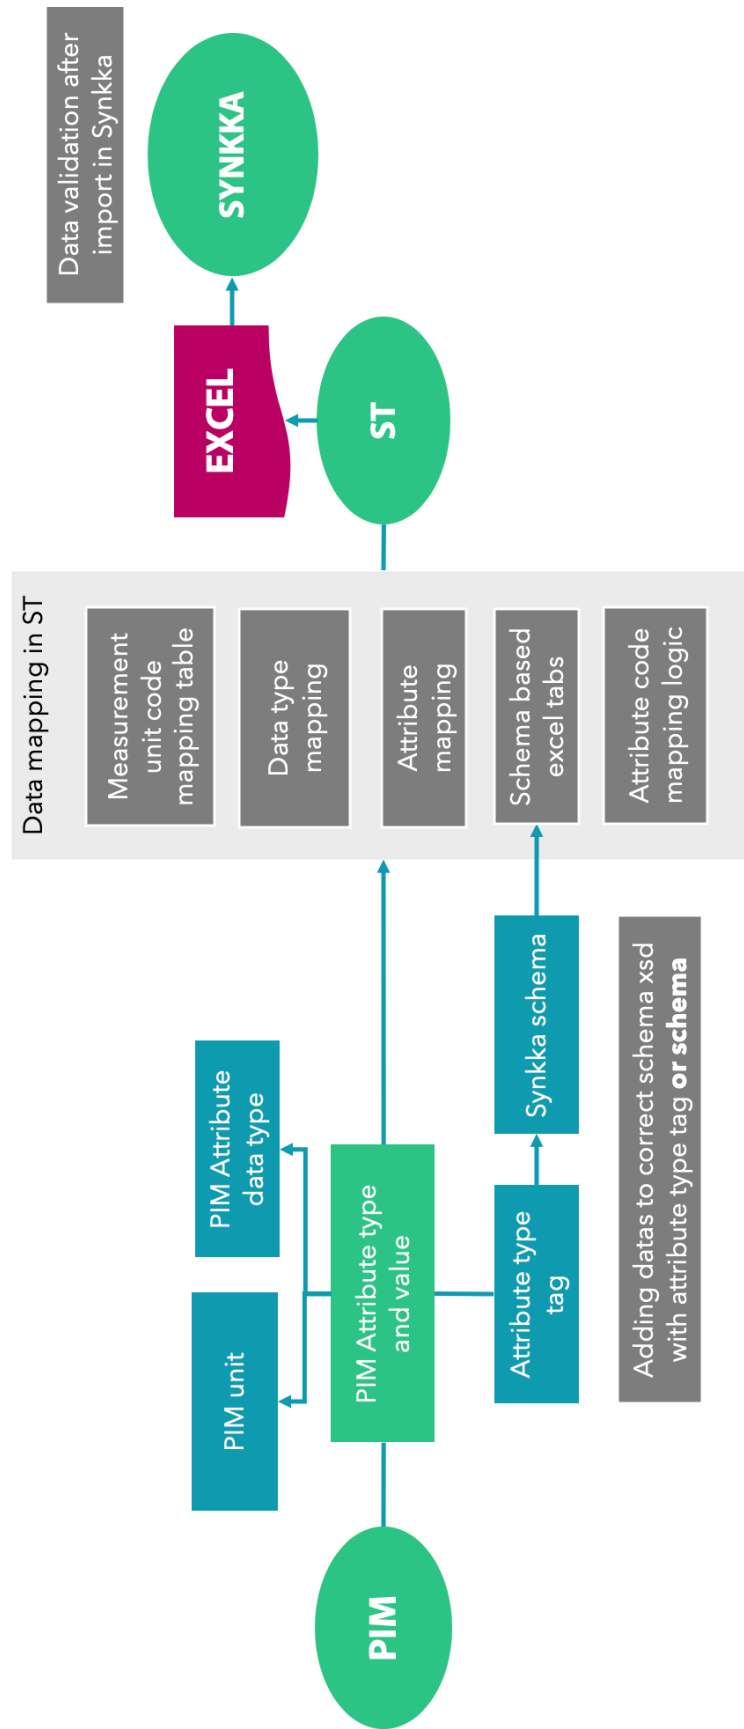 PIM
PIM unit
PIM Attribute
data type
PIM Attribute type
and value
Attribute type
tag
Synkka schema
Adding datas to correct schema xsd
with attribute type tag or schema
Data mapping in ST
Measurement
unit code
mapping table
Data type
mapping
Attribute
mapping
Schema based
excel tabs
Attribute code
mapping logic
EXCEL
ST
Data validation after
import in Synkka
SYNKKA